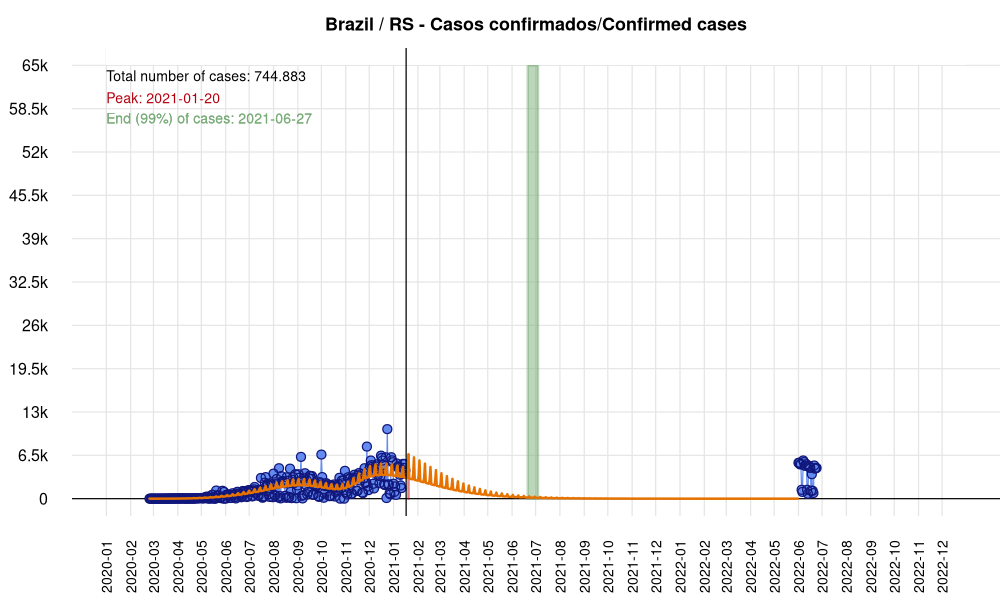 Brazil / RS - Casos confirmados/Confirmed cases
Total number of cases: 744.883
Peak: 2021-01-20
End (99%) of cases: 2021-06-27
65k
58.5k
52k
45.5k
39k
32.5k
26k
19.5k
13k
6.5k
0
2020-01
2020-02
2020-03
2020-04
2020-05
2020-06
2020-07
2020-08
2020-09
2020-10
2020-11
2020-12
2021-01
2021-02
2021-03
2021-04
2021-05
2021-06
2021-07
2021-08
2021-09
2021-10
2021-11
2021-12
2022-01
2022-02
2022-03
2022-04
2022-05
2022-06
2022-07
2022-08
2022-09
2022-10
2022-11
2022-12